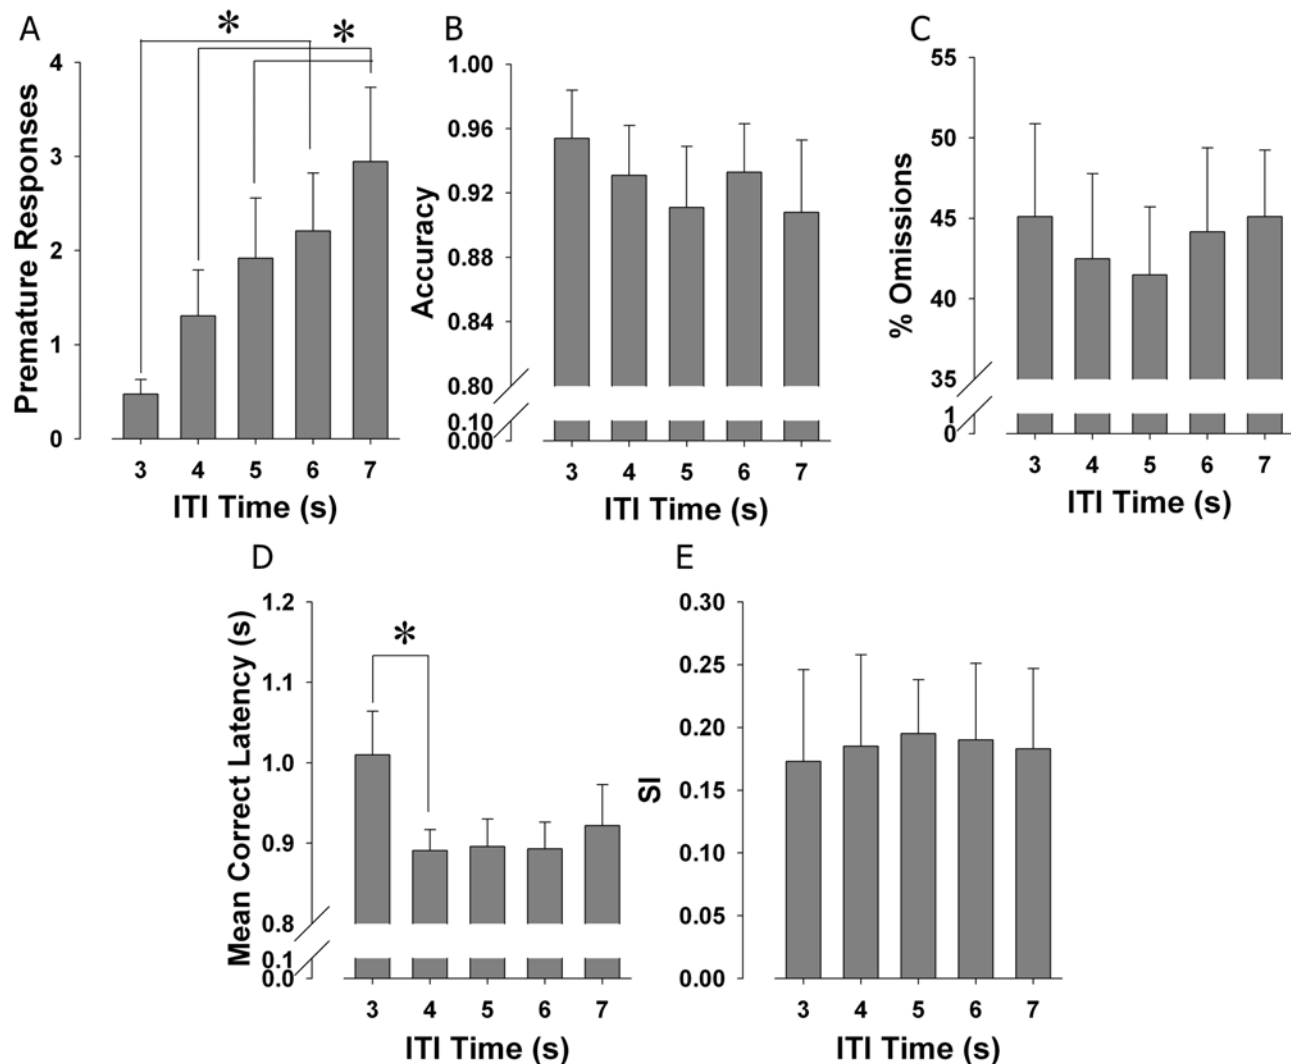 A
Premature Responses
4
3
2
1
0
* *
3 4 5 6 7
ITI Time (s)
B
Accuracy
1.00
0.96
0.92
0.88
0.84
0.80
0.10
0.00
3 4 5 6 7
ITI Time (s)
C
% Omissions
55
50
45
40
35
1
0
3 4 5 6 7
ITI Time (s)
D
Mean Correct Latency (s)
1.2
1.1
1.0
0.9
0.8
0.1
0.0
*
3 4 5 6 7
ITI Time (s)
E
SI
0.30
0.25
0.20
0.15
0.10
0.05
0.00
3 4 5 6 7
ITI Time (s)